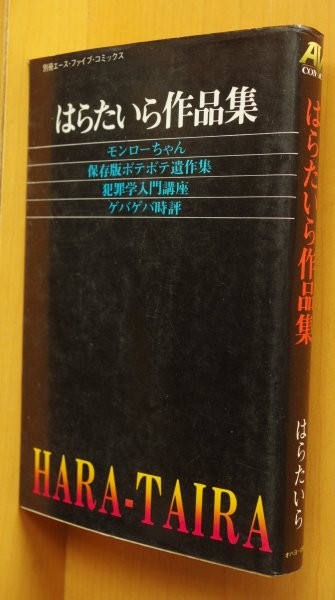 別冊エース・ファイブ・コミックス
はらたいら作品集
モンローちゃん
保存版ボテボテ遺作集
犯罪学入門講座
ゲバゲバ時評
HARA-TAIRA
はらたいら作品集
はらたいら